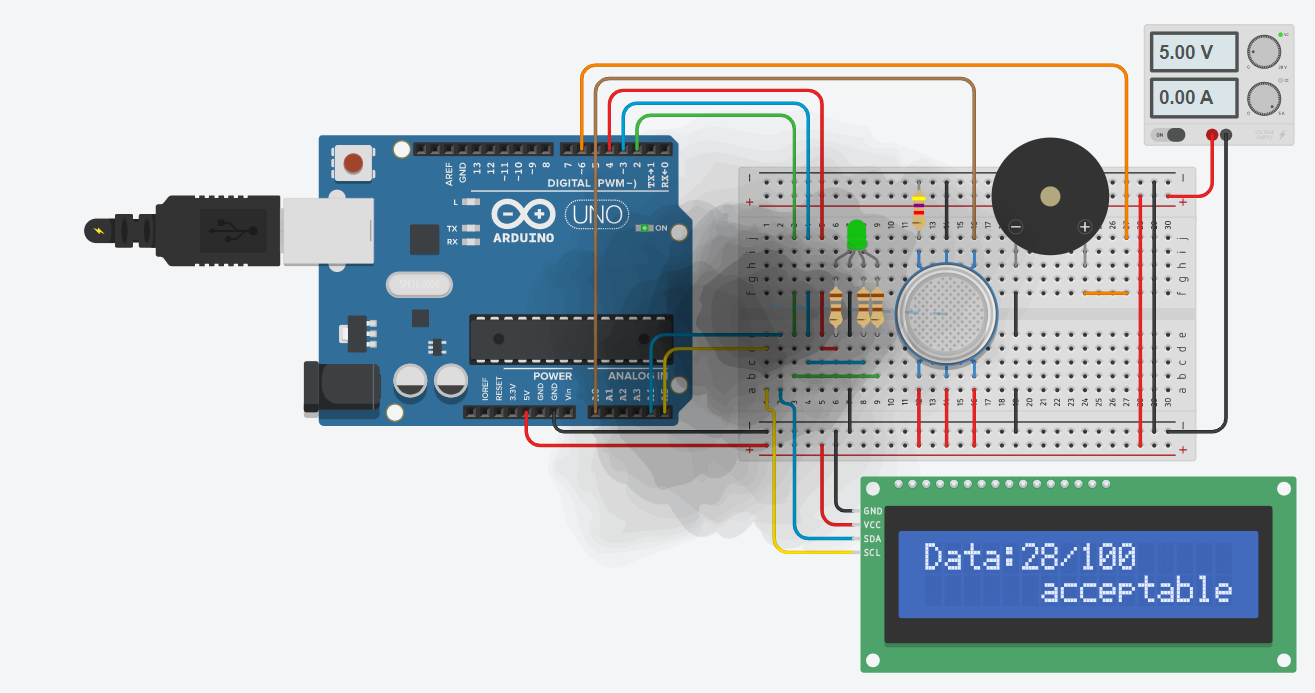 5.00 V
0.00 A
ON
AREF
GND
13
12
~11
~10
~9
8
7
~6
5
4
~3
2
TX→1
RX←0
DIGITAL (PWM~)
L
TX
RX
ARDUINO
UNO
ON
POWER
ANALOG IN
IOREF
RESET
3.3V
5V
GND
GND
Vin
A0
A1
A2
A3
GND
VCC
SDA
SCL
Data:28/100
acceptable